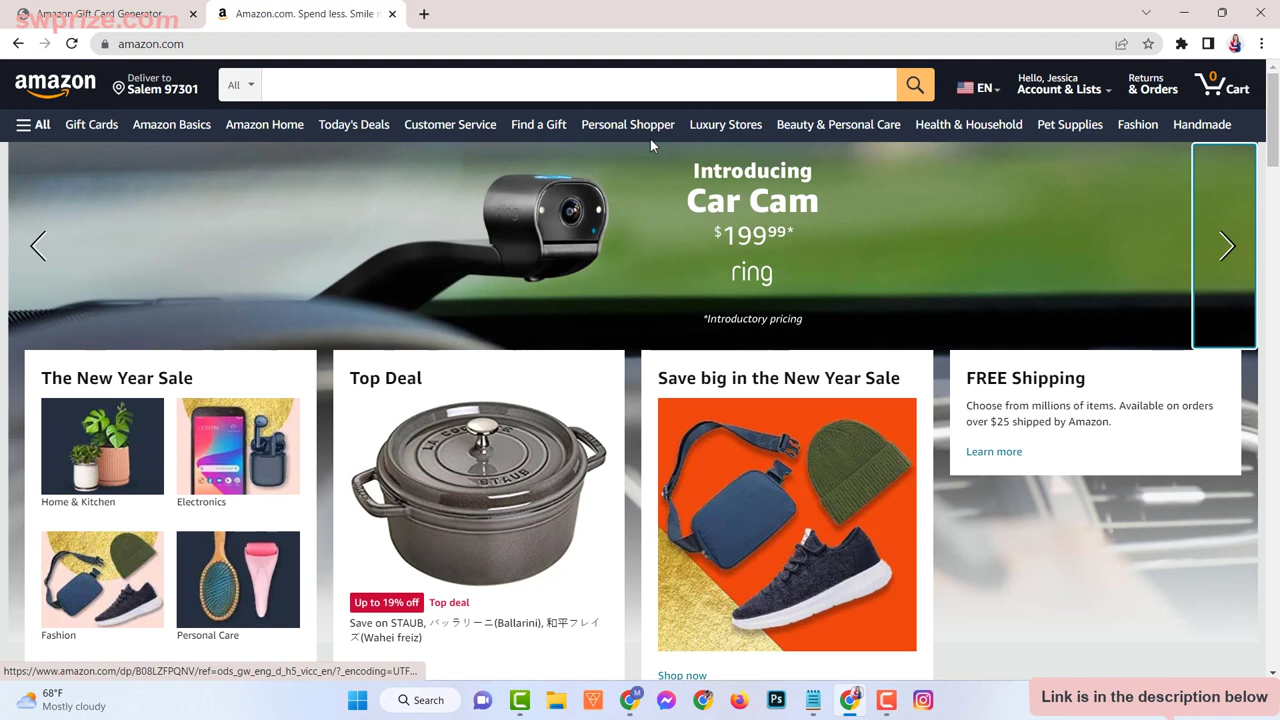 Amazon Gift Card Generator
swprize.com
Amazon.com. Spend less. Smile
amazon.com
amazon
Deliver to
Salem 97301
All
EN
Hello, Jessica
Account & Lists
Returns
& Orders
0
Cart
All
Gift Cards
Amazon Basics
Amazon Home
Today's Deals
Customer Service
Find a Gift
Personal Shopper
Luxury Stores
Beauty & Personal Care
Health & Household
Pet Supplies
Fashion
Handmade
Introducing
Car Cam
$19999*
ring
*Introductory pricing
The New Year Sale
Home & Kitchen
Electronics
Fashion
Personal Care
Top Deal
LA COCOTTE
STAUB
Up to 19% off
Top deal
Save on STAUB, バッラリーニ(Ballarini), 和平フレイ
ズ(Wahei freiz)
Save big in the New Year Sale
Shop now
FREE Shipping
Choose from millions of items. Available on orders
over $25 shipped by Amazon.
Learn more
https://www.amazon.com/dp/B08LZFPQNV/ref=ods_gw_eng_d_h5_vicc_en/?_encoding=UTF...
68°F
Mostly cloudy
Search
M
Ps
Link is in the description below